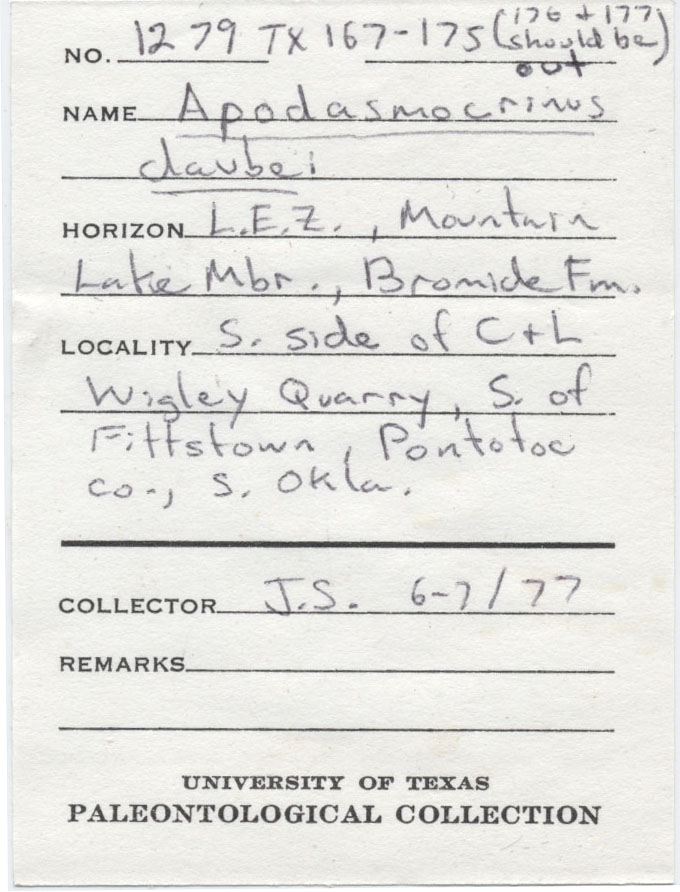 (176 + 177
NO. 1279 TX 167-175 should be)
out
NAME Apodasmocrinus
daubei
HORIZON L.E.Z., Mountain
Lake Mbr., Bromide Fm.
LOCALITY S. side of C+L
Wigley Quarry, S. of
Fittstown, Pontotoc
co., S. Okla.
COLLECTOR J.S. 6-7/77
REMARKS
UNIVERSITY OF TEXAS
PALEONTOLOGICAL COLLECTION